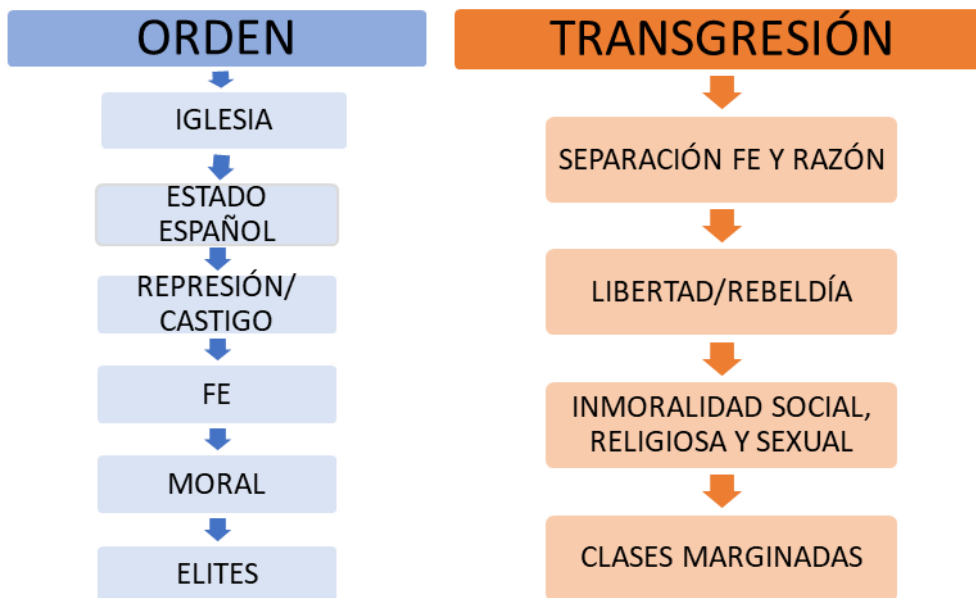 ORDEN
IGLESIA
ESTADO
ESPAÑOL
REPRESIÓN/
CASTIGO
FE
MORAL
ELITES
TRANSGRESIÓN
SEPARACIÓN FE Y RAZÓN
LIBERTAD/REBELDÍA
INMORALIDAD SOCIAL,
RELIGIOSA Y SEXUAL
CLASES MARGINADAS